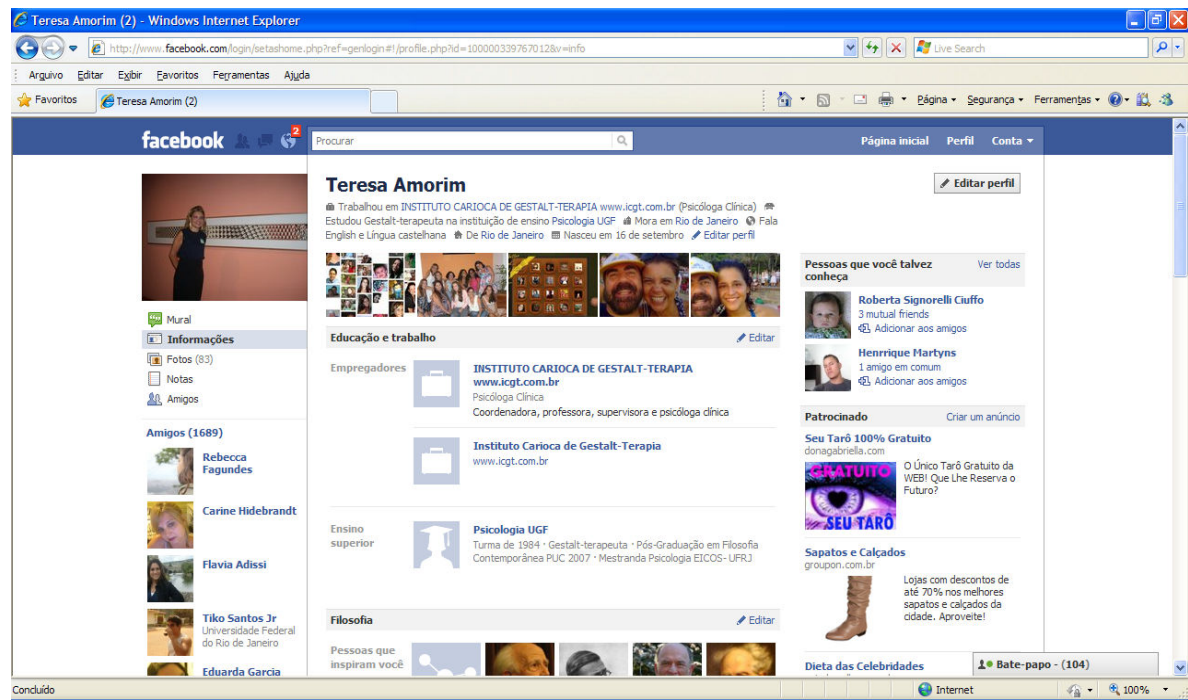 Teresa Amorim (2) - Windows Internet Explorer
http://www.facebook.com/login/setashome.php?ref=genlogin#!/profile.php?id=100000339767012&v=info
Live Search
Arquivo Editar Exibir Favoritos Ferramentas Ajuda
Favoritos
Teresa Amorim (2)
Página Segurança Ferramentas
facebook
2
Procurar
Página inicial Perfil Conta
Teresa Amorim
Editar perfil
Trabalhou em INSTITUTO CARIOCA DE GESTALT-TERAPIA www.icgt.com.br (Psicóloga Clínica)
Estudou Gestalt-terapeuta na instituição de ensino Psicologia UGF Mora em Rio de Janeiro Fala
English e Língua castelhana De Rio de Janeiro Nasceu em 16 de setembro Editar perfil
Mural
Informações
Fotos (83)
Notas
Amigos
Amigos (1689)
Rebecca
Fagundes
Carine Hidebrandt
Flavia Adissi
Tiko Santos Jr
Universidade Federal
do Rio de Janeiro
Eduarda Garcia
Educação e trabalho
Editar
Empregadores
INSTITUTO CARIOCA DE GESTALT-TERAPIA
www.icgt.com.br
Psicóloga Clínica
Coordenadora, professora, supervisora e psicóloga clínica
Instituto Carioca de Gestalt-Terapia
www.icgt.com.br
Ensino
superior
Psicologia UGF
Turma de 1984 · Gestalt-terapeuta · Pós-Graduação em Filosofia
Contemporânea PUC 2007 · Mestranda Psicologia EICOS- UFRJ
Filosofia
Editar
Pessoas que
inspiram você
Pessoas que você talvez
conheça
Ver todas
Roberta Signorelli Ciuffo
3 mutual friends
Adicionar aos amigos
Henrrique Martyns
1 amigo em comum
Adicionar aos amigos
Patrocinado
Criar um anúncio
Seu Tarô 100% Gratuito
donagabriella.com
GRATUITO
SEU TARÔ
O Único Tarô Gratuito da
WEB! Que Lhe Reserva o
Futuro?
Sapatos e Calçados
groupon.com.br
Lojas com descontos de
até 70% nos melhores
sapatos e calçados da
cidade. Aproveite!
Dieta das Celebridades
Bate-papo - (104)
Concluído
Internet
100%